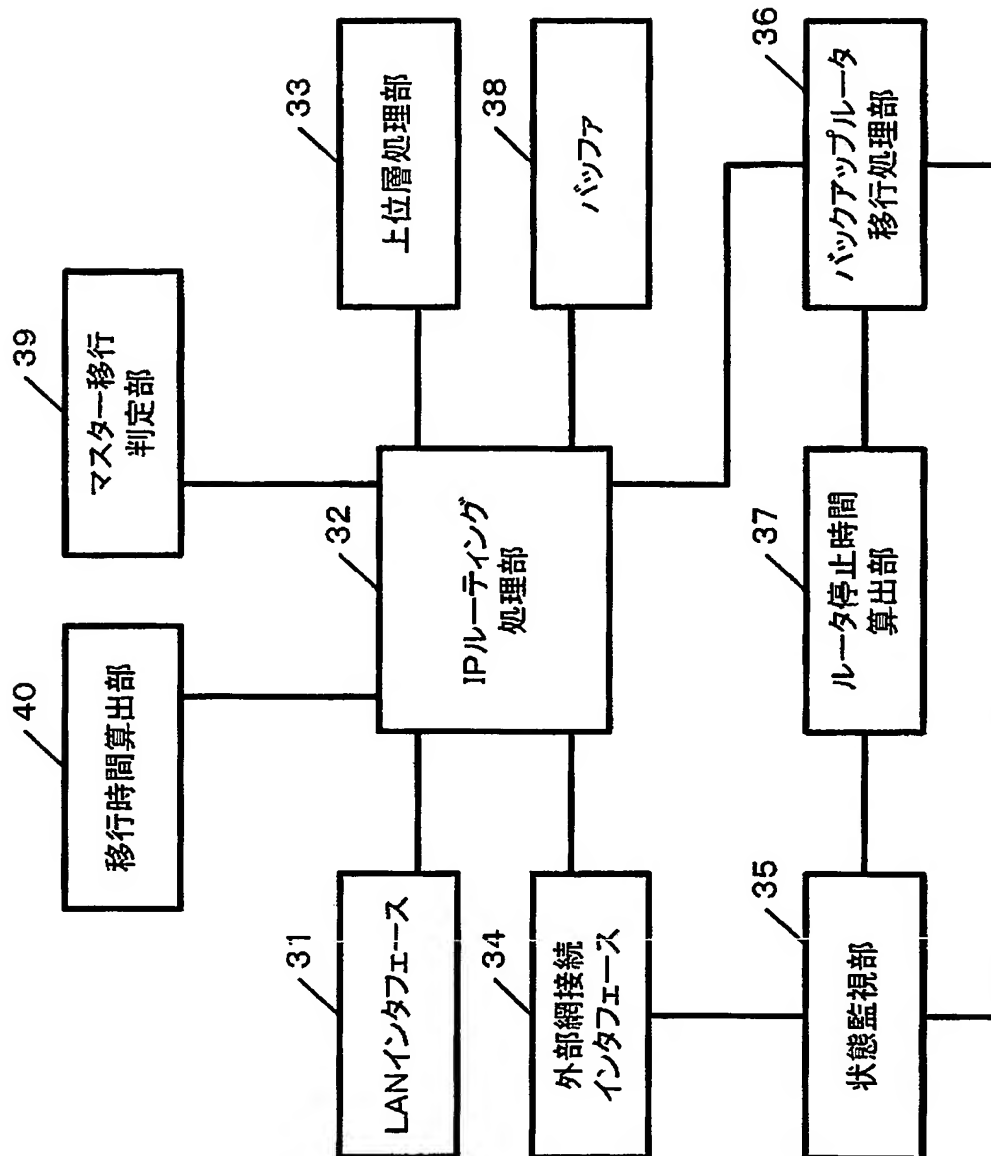 40
移行時間算出部
39
マスター移行
判定部
31
LANインタフェース
32
IPルーティング
処理部
33
上位層処理部
34
外部網接続
インタフェース
38
バッファ
35
状態監視部
37
ルータ停止時間
算出部
36
バックアップルータ
移行処理部